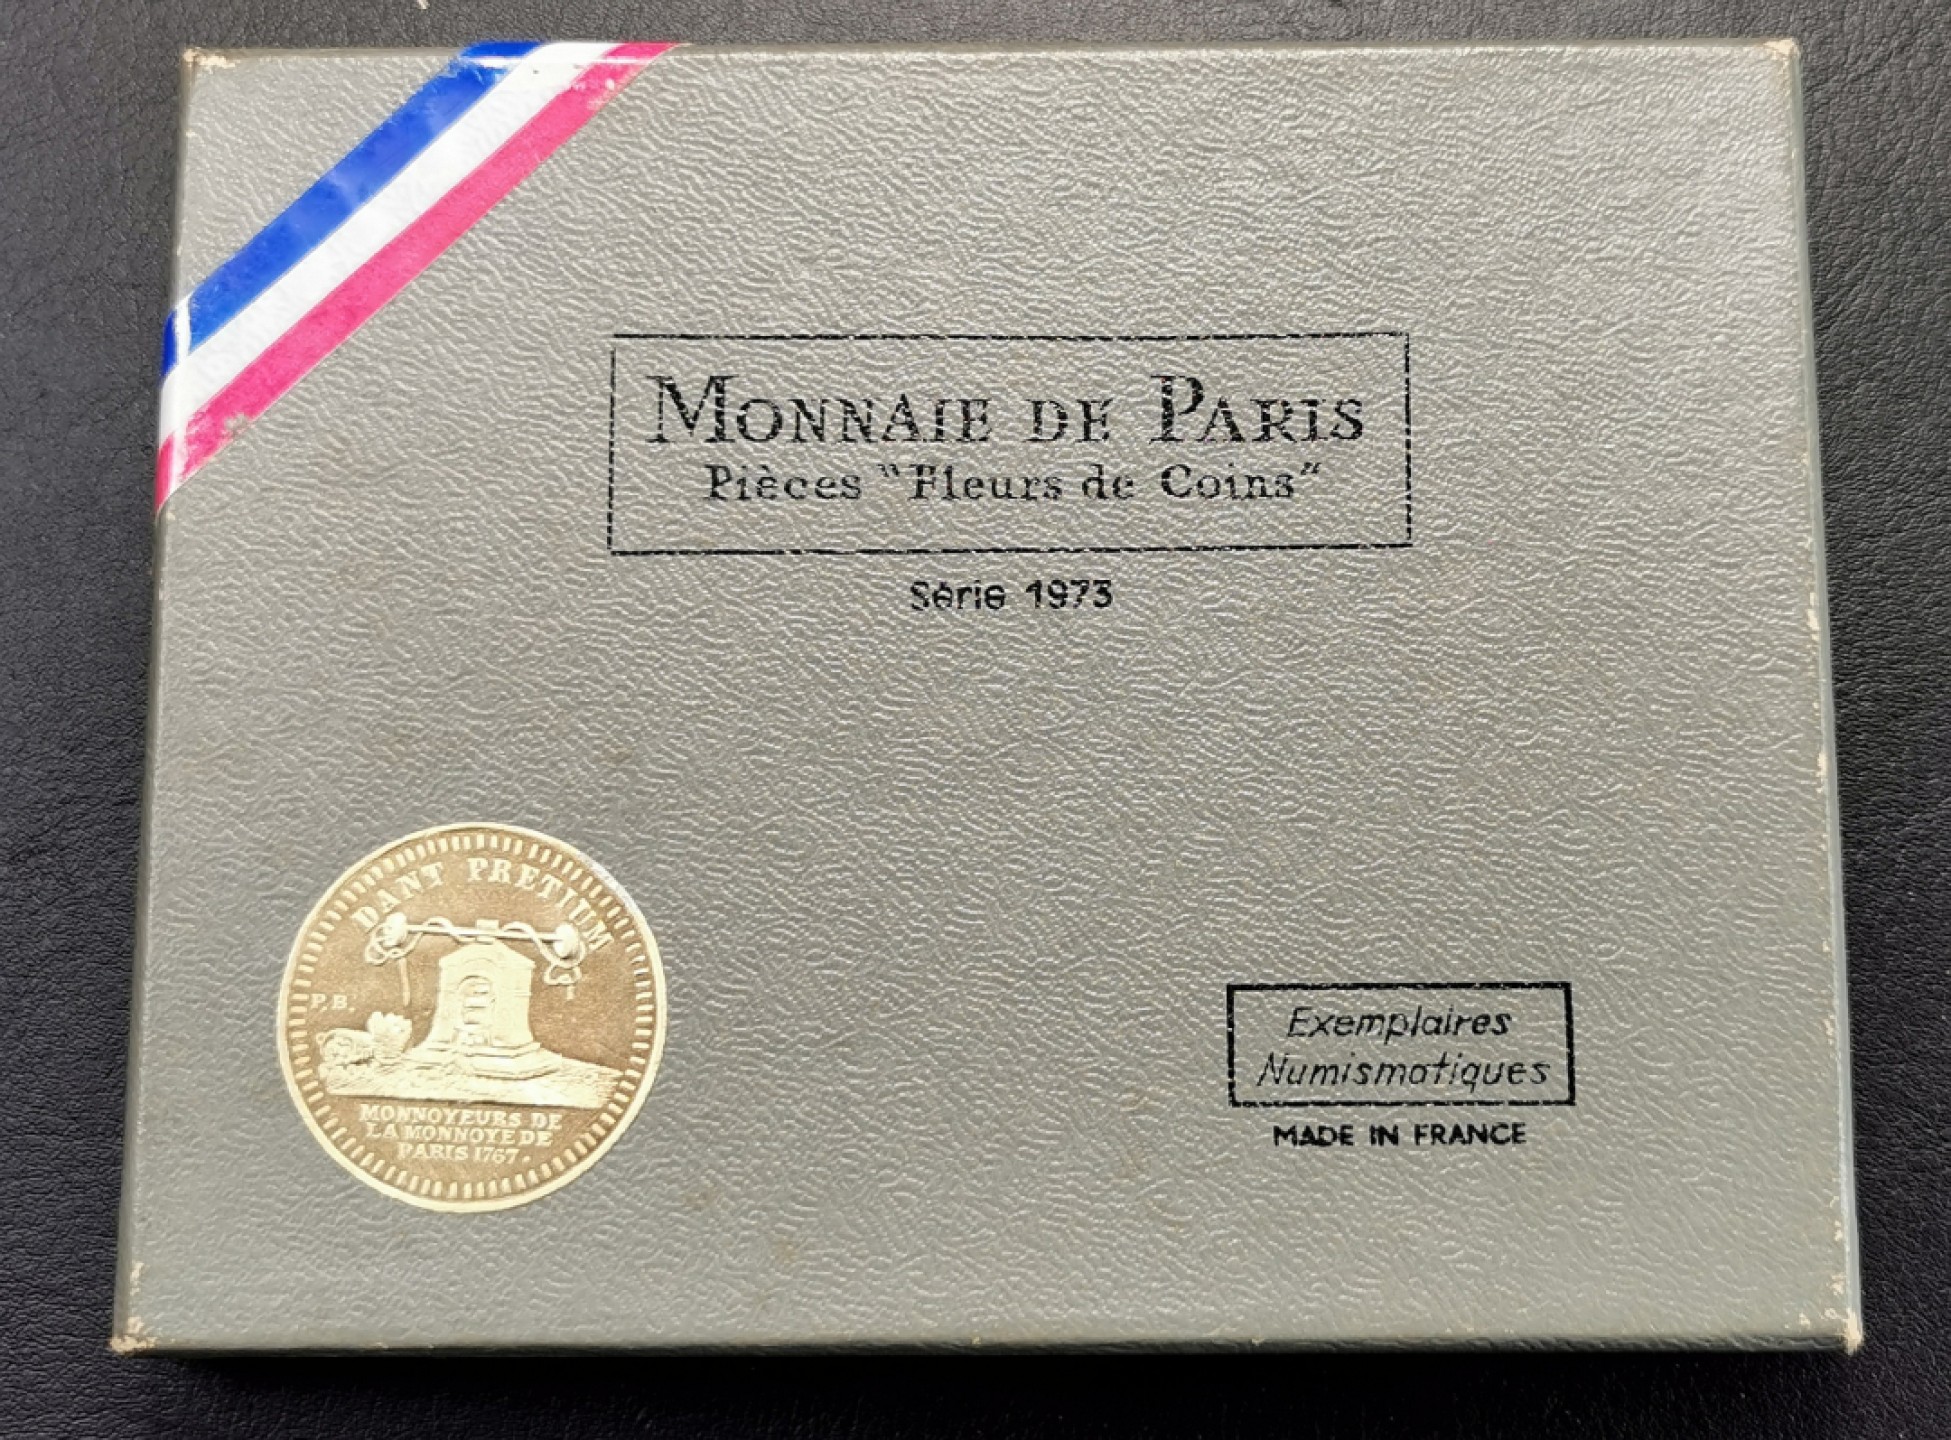 MONNAIE DE PARIS
Pièces "Fleurs de Coins"
Série 1973
DANT PRETIUM
P.B.
MONNOYEURS DE
LA MONNOYE DE
PARIS 1767.
Exemplaires
Numismatiques
MADE IN FRANCE